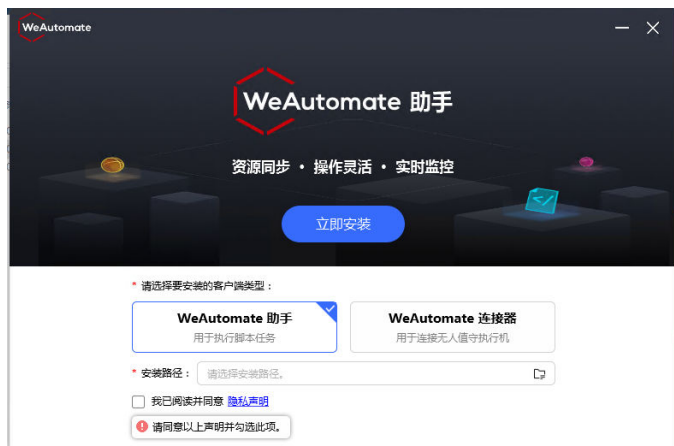 WeAutomate
WeAutomate 助手
资源同步 • 操作灵活 • 实时监控
立即安装
* 请选择要安装的客户端类型：
WeAutomate 助手
用于执行脚本任务
WeAutomate 连接器
用于连接无人值守执行机
* 安装路径： 请选择安装路径。
我已阅读并同意 隐私声明
请同意以上声明并勾选此项。